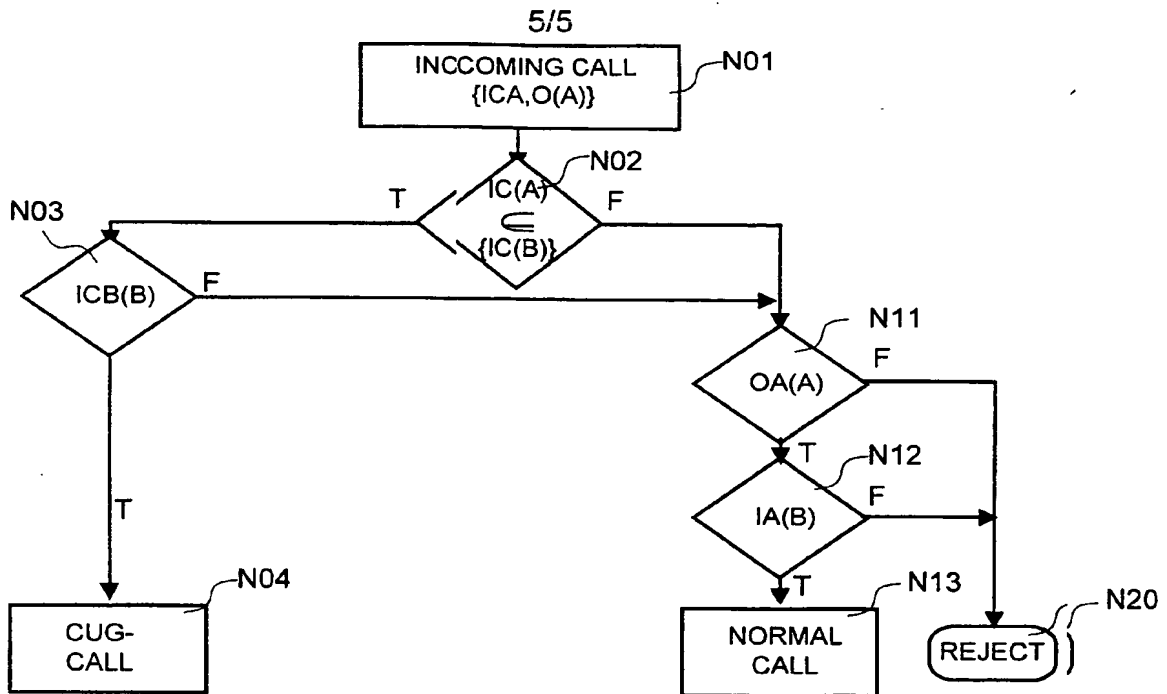 5/5
INCCOMING CALL
{ICA,O(A)}
N01
N02
IC(A)
∈
{IC(B)}
T
F
N03
ICB(B)
F
N11
OA(A)
F
T
N12
IA(B)
F
T
T
N04
CUG-
CALL
N13
NORMAL
CALL
N20
REJECT